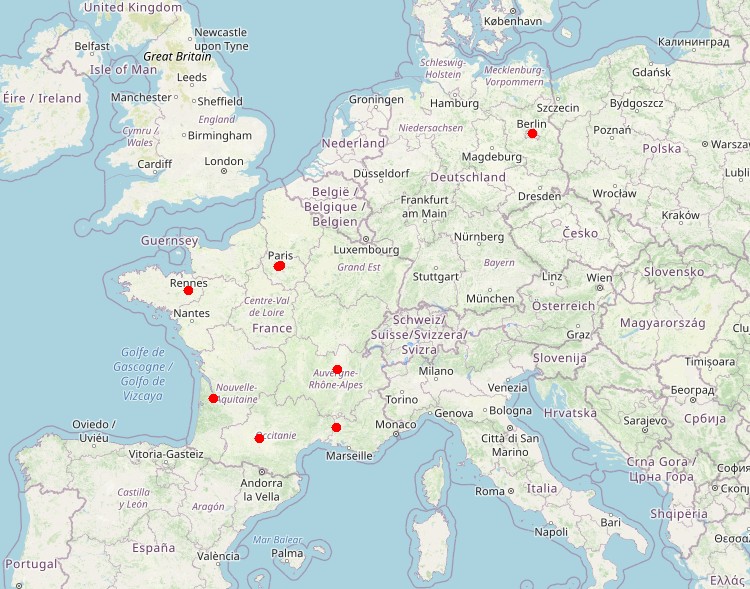 United Kingdom
København
Newcastle
upon Tyne
Belfast
Калининград
Great Britain
Isle of Man
Schleswig-
Holstein
Mecklenburg-
Vorpommern
Gdańsk
Leeds
Éire / Ireland
Manchester
Sheffield
Groningen
Hamburg
Szczecin
Bydgoszcz
England
Berlin
Cymru /
Wales
Birmingham
Niedersachsen
Poznań
Nederland
Polska
Cardiff
London
Magdeburg
Düsseldorf
Deutschland
België /
Belgique /
Belgien
Frankfurt
am Main
Dresden
Wrocław
Kraków
Guernsey
Luxembourg
Nürnberg
Česko
Paris
Grand Est
Bayern
Stuttgart
Linz
Wien
Slovensko
Rennes
Centre-Val
de Loire
München
Nantes
France
Österreich
Schweiz/
Suisse/Svizzera/
Svizra
Graz
Magyarország
Golfe de
Gascogne /
Golfo de
Vizcaya
Slovenija
Auvergne-
Rhône-Alpes
Milano
Timișoara
Nouvelle-
Aquitaine
Torino
Venezia
Београд
Genova
Bologna
Hrvatska
Oviedo /
Uviéu
Occitanie
Monaco
Città di San
Marino
Sarajevo
Србија
Vitoria-Gasteiz
Marseille
Crna Gora /
Црна Гора
Andorra
la Vella
Roma
Italia
Castilla
y León
Aragón
Shqipëria
España
València
Mar Balear
Palma
Napoli
Bari
Portugal
Ελλάς